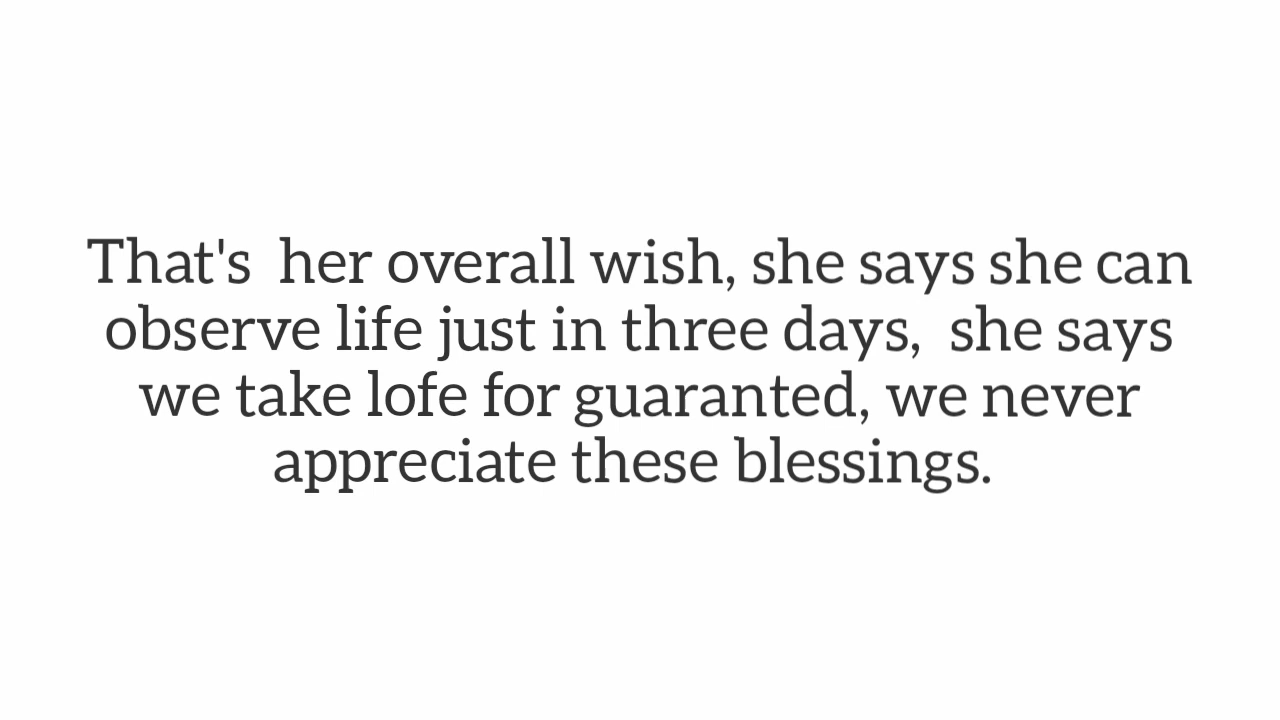 That's  her overall wish, she says she can
observe life just in three days,  she says
we take lofe for guaranted, we never
appreciate these blessings.